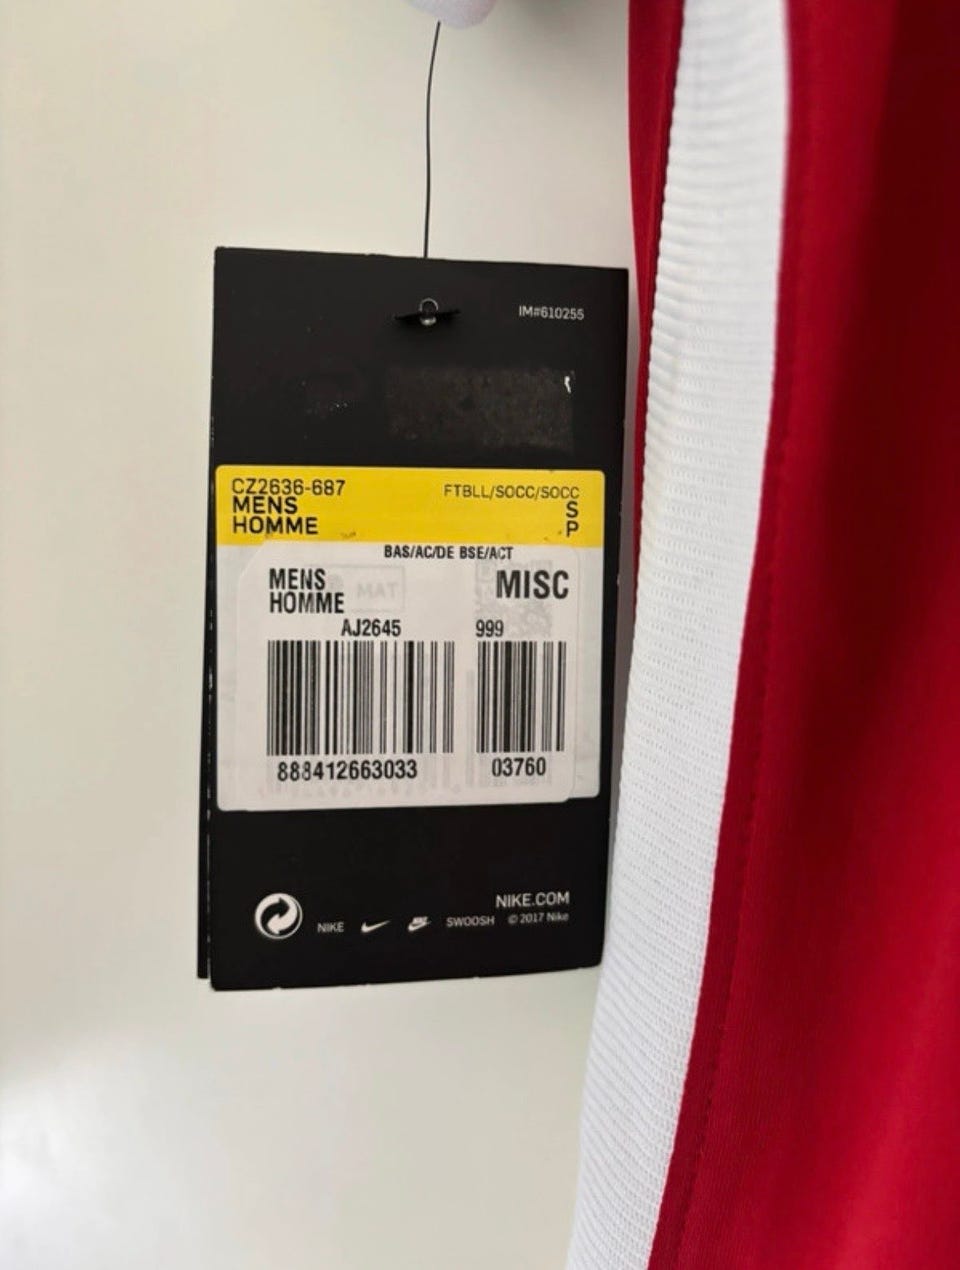 IM#610255
CZ2636-687 FTBLL/SOCC/SOCC
MENS S
HOMME P
BAS/AC/DE BSE/ACT
MENS MISC
HOMME
AJ2645 999
888412663033 03760
NIKE.COM
NIKE SWOOSH © 2017 Nike